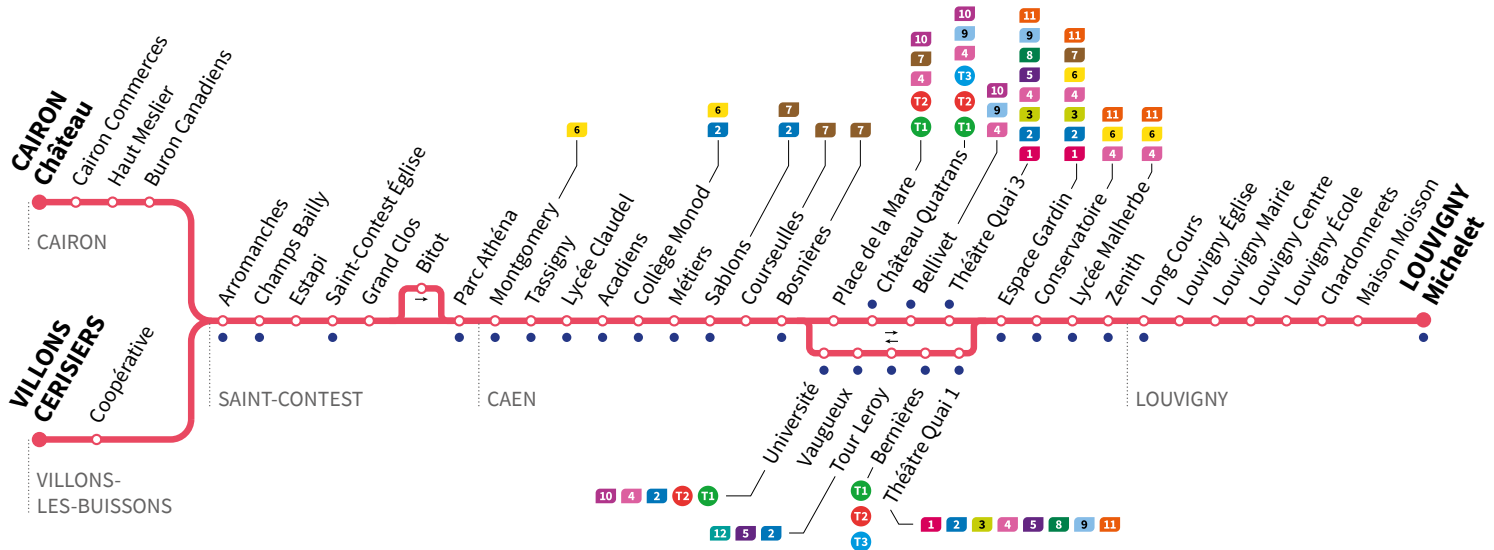 CAIRON
Château
Cairon Commerces
Haut Meslier
Buron Canadiens
CAIRON
VILLONS
CERISIERS
Coopérative
VILLONS-
LES-BUISSONS
Arromanches
Champs Bailly
Estapi
Saint-Contest Église
Grand Clos
Bitot
Parc Athéna
SAINT-CONTEST
Montgomery
6
Tassigny
Lycée Claudel
Acadiens
Collège Monod
6
2
Métiers
Sablons
7
2
Courseulles
7
Bosnières
7
Place de la Mare
10
7
4
T2
T1
Château Quatrans
10
9
4
T3
T2
T1
Bellivet
10
9
4
Théâtre Quai 3
11
9
8
5
4
3
2
1
Espace Gardin
11
7
6
4
3
2
1
Conservatoire
11
6
4
Lycée Malherbe
11
6
4
Zenith
CAEN
Université
10 4 2 T2 T1
Vaugueux
Tour Leroy
12 5 2
Bernières
T1
T2
T3
Théâtre Quai 1
1 2 3 4 5 8 9 11
Long Cours
Louvigny Église
Louvigny Mairie
Louvigny Centre
Louvigny École
Chardonnerets
Maison Moisson
LOUVIGNY
Michelet
LOUVIGNY